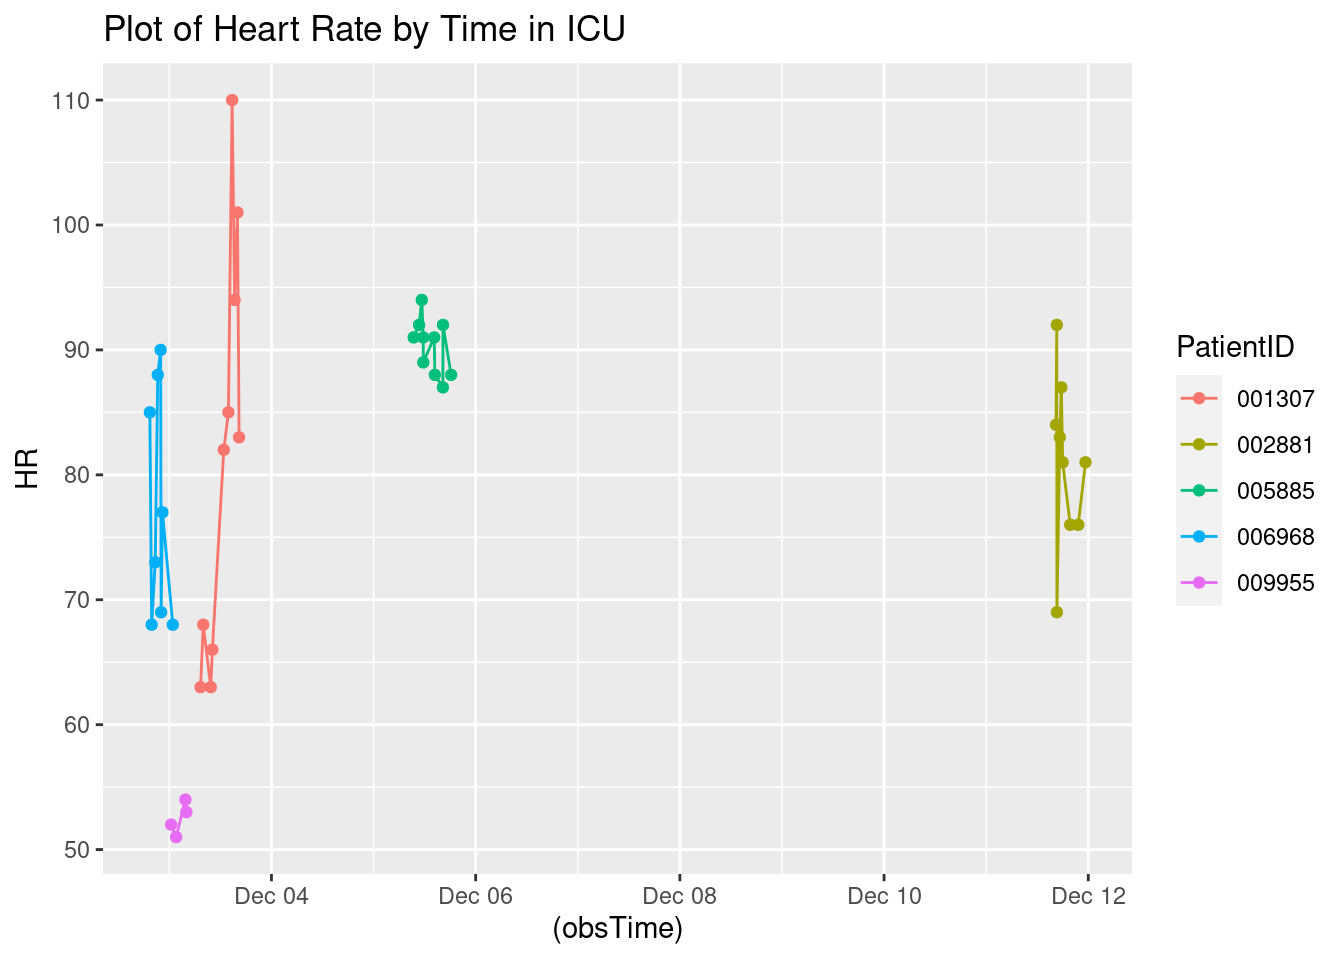 Plot of Heart Rate by Time in ICU
110
100
90
80
70
60
50
HR
Dec 04
Dec 06
Dec 08
Dec 10
Dec 12
(obsTime)
PatientID
001307
002881
005885
006968
009955